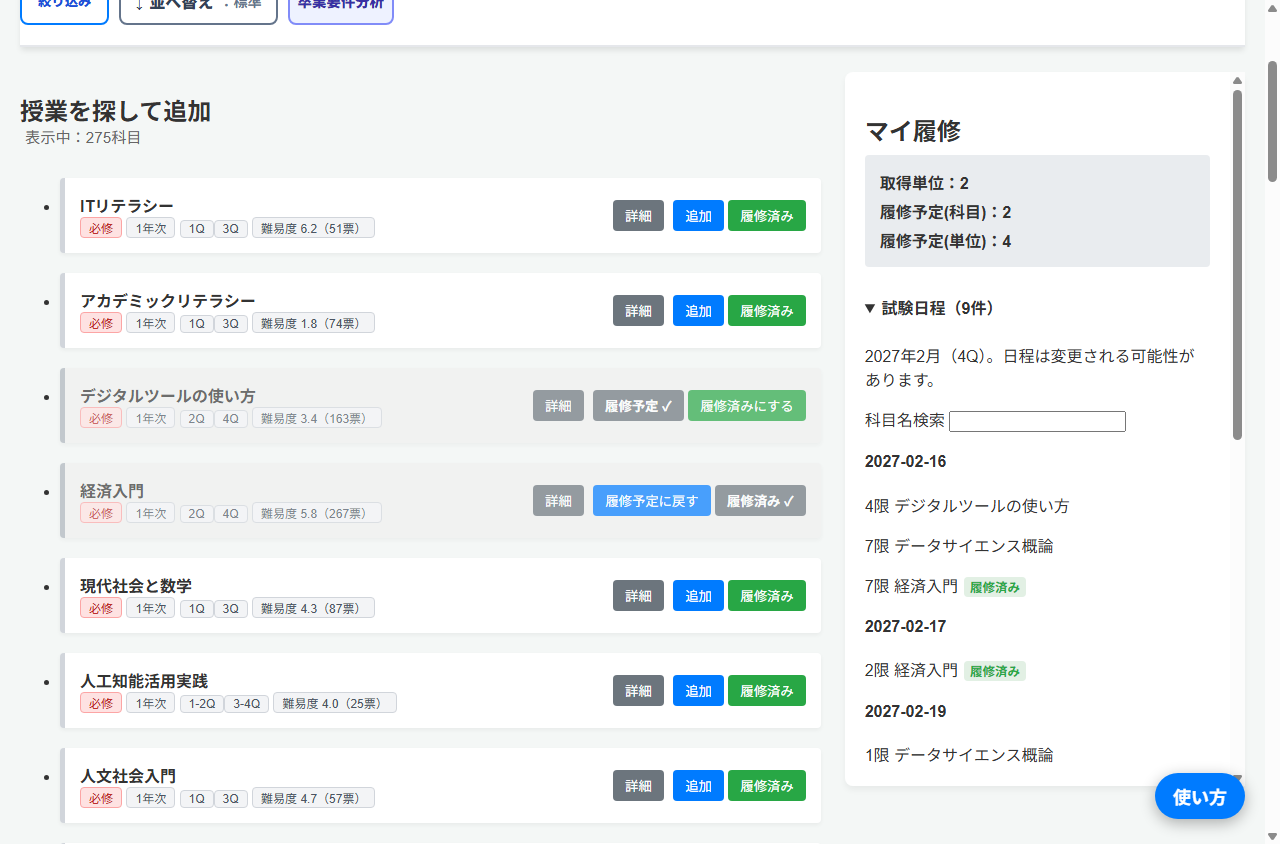 絞り込み
↓ 並べ替え ：標準
卒業要件分析
授業を探して追加
表示中：275科目
ITリテラシー
必修 1年次 1Q 3Q 難易度 6.2（51票）
詳細 追加 履修済み
アカデミックリテラシー
必修 1年次 1Q 3Q 難易度 1.8（74票）
詳細 追加 履修済み
デジタルツールの使い方
必修 1年次 2Q 4Q 難易度 3.4（163票）
詳細 履修予定 ✓ 履修済みにする
経済入門
必修 1年次 2Q 4Q 難易度 5.8（267票）
詳細 履修予定に戻す 履修済み ✓
現代社会と数学
必修 1年次 1Q 3Q 難易度 4.3（87票）
詳細 追加 履修済み
人工知能活用実践
必修 1年次 1-2Q 3-4Q 難易度 4.0（25票）
詳細 追加 履修済み
人文社会入門
必修 1年次 1Q 3Q 難易度 4.7（57票）
詳細 追加 履修済み
マイ履修
取得単位：2
履修予定(科目)：2
履修予定(単位)：4
▼ 試験日程（9件）
2027年2月（4Q）。日程は変更される可能性が
あります。
科目名検索
2027-02-16
4限 デジタルツールの使い方
7限 データサイエンス概論
7限 経済入門 履修済み
2027-02-17
2限 経済入門 履修済み
2027-02-19
1限 データサイエンス概論
使い方